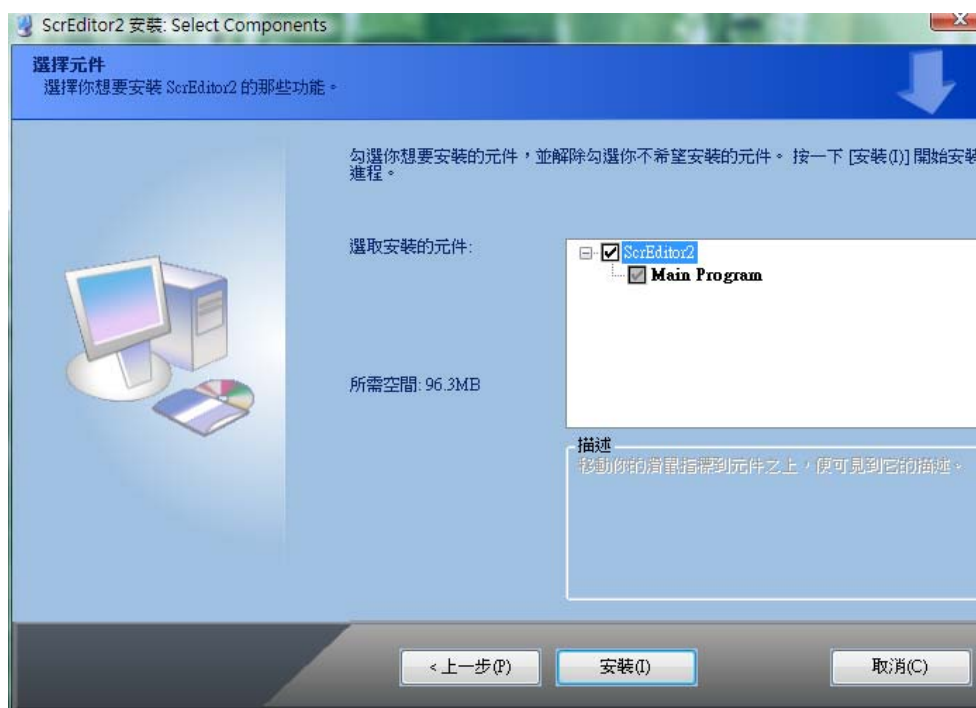 ScrEditor2 安裝: Select Components
選擇元件
選擇你想要安裝 ScrEditor2 的那些功能。
勾選你想要安裝的元件，並解除勾選你不希望安裝的元件。 按一下 [安裝(I)] 開始安裝
進程。
選取安裝的元件:
ScrEditor2
Main Program
所需空間: 96.3MB
描述
移動你的滑鼠指標到元件之上，便可見到它的描述。
<上一步(P)
安裝(I)
取消(C)